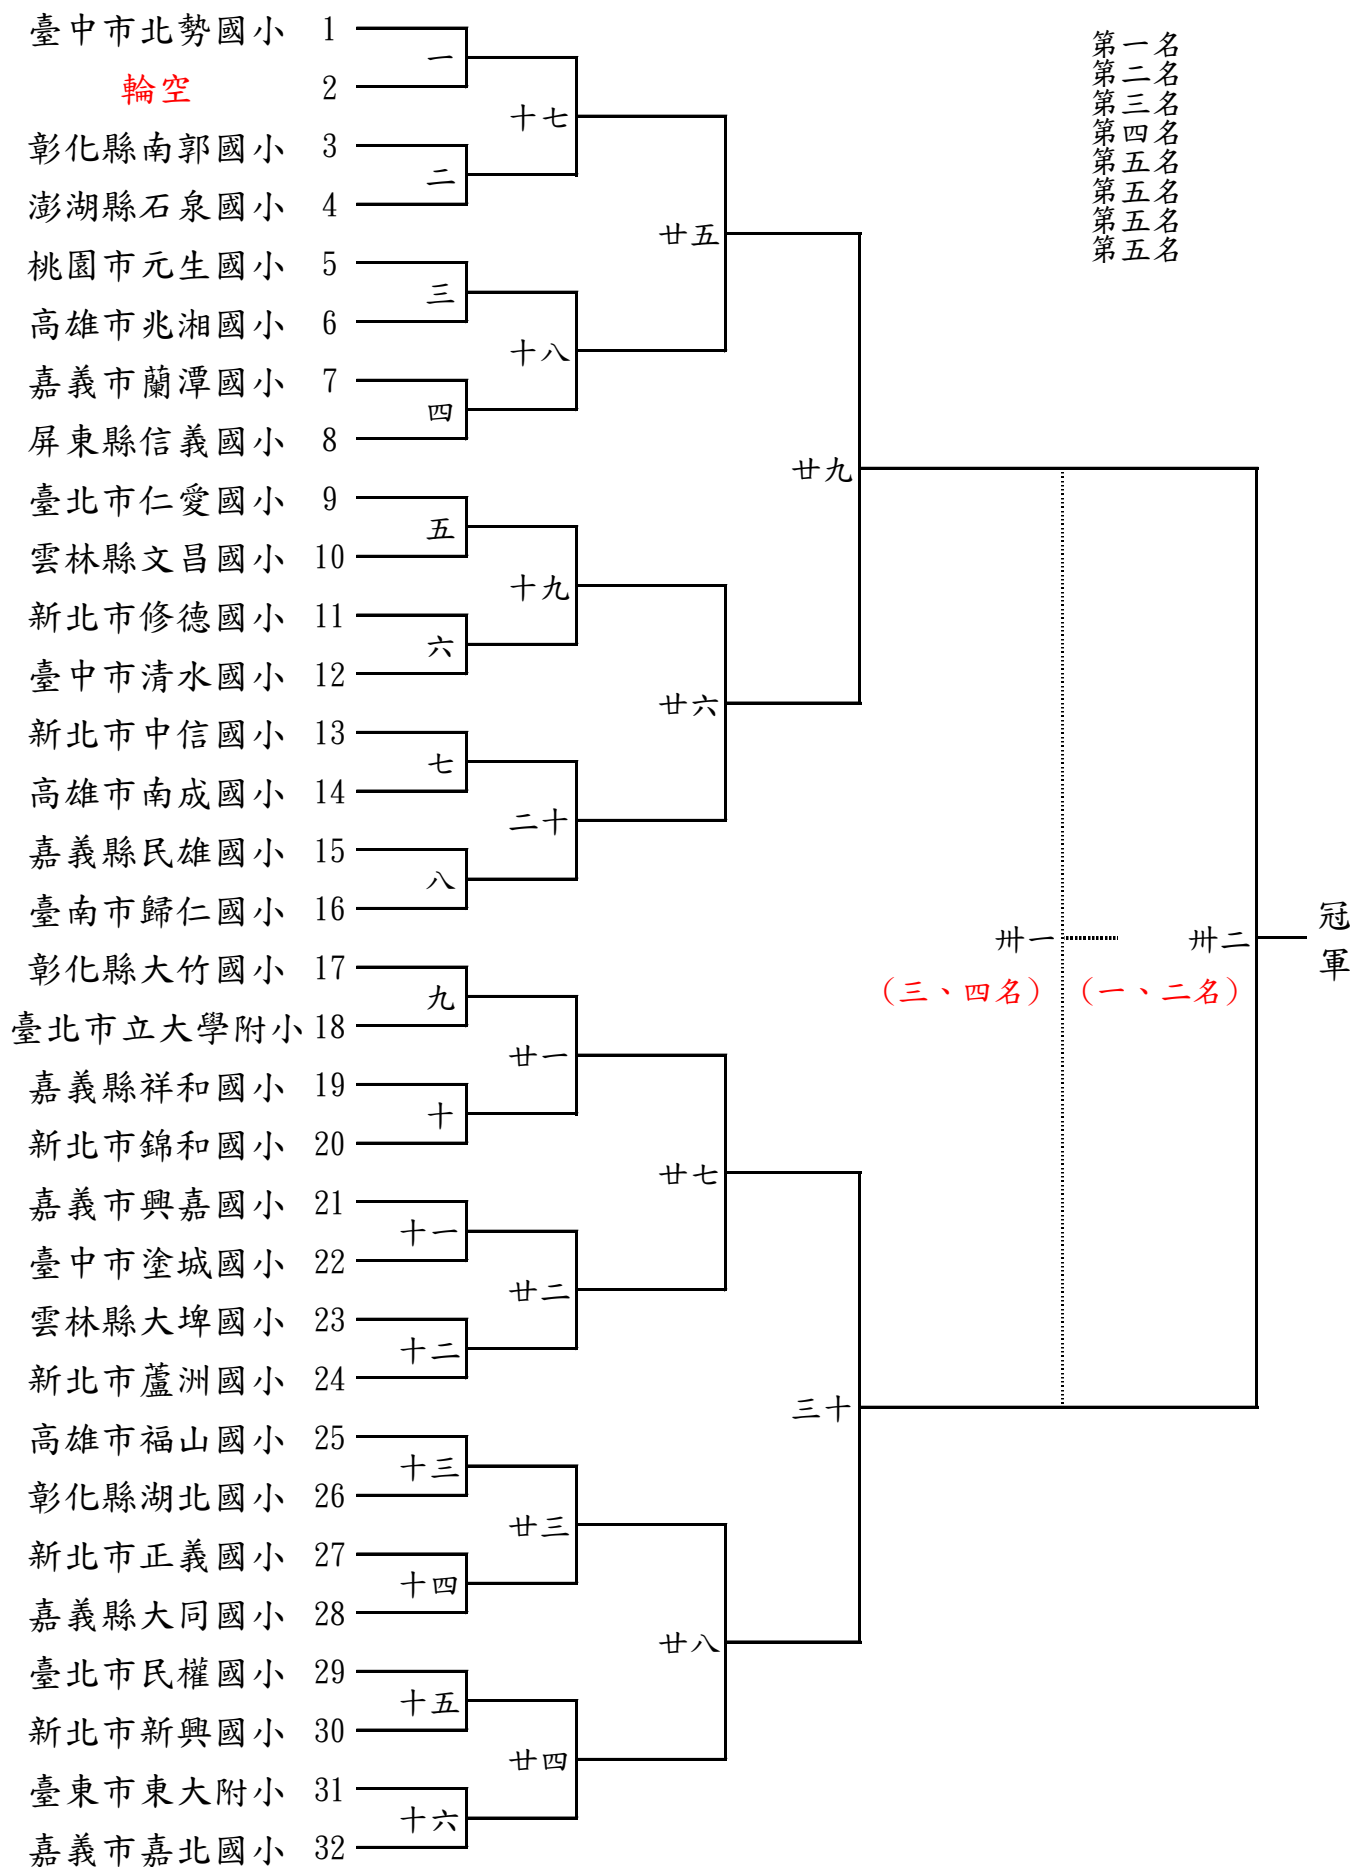 臺中市北勢國小 1
輪空 2
彰化縣南郭國小 3
澎湖縣石泉國小 4
桃園市元生國小 5
高雄市兆湘國小 6
嘉義市蘭潭國小 7
屏東縣信義國小 8
臺北市仁愛國小 9
雲林縣文昌國小 10
新北市修德國小 11
臺中市清水國小 12
新北市中信國小 13
高雄市南成國小 14
嘉義縣民雄國小 15
臺南市歸仁國小 16
彰化縣大竹國小 17
臺北市立大學附小 18
嘉義縣祥和國小 19
新北市錦和國小 20
嘉義市興嘉國小 21
臺中市塗城國小 22
雲林縣大埤國小 23
新北市蘆洲國小 24
高雄市福山國小 25
彰化縣湖北國小 26
新北市正義國小 27
嘉義縣大同國小 28
臺北市民權國小 29
新北市新興國小 30
臺東市東大附小 31
嘉義市嘉北國小 32
一
二
三
四
五
六
七
八
九
十
十一
十二
十三
十四
十五
十六
十七
十八
十九
二十
廿一
廿二
廿三
廿四
廿五
廿六
廿七
廿八
廿九
三十
卅一
(三、四名)
卅二
(一、二名)
冠
軍
第一名
第二名
第三名
第四名
第五名
第五名
第五名
第五名